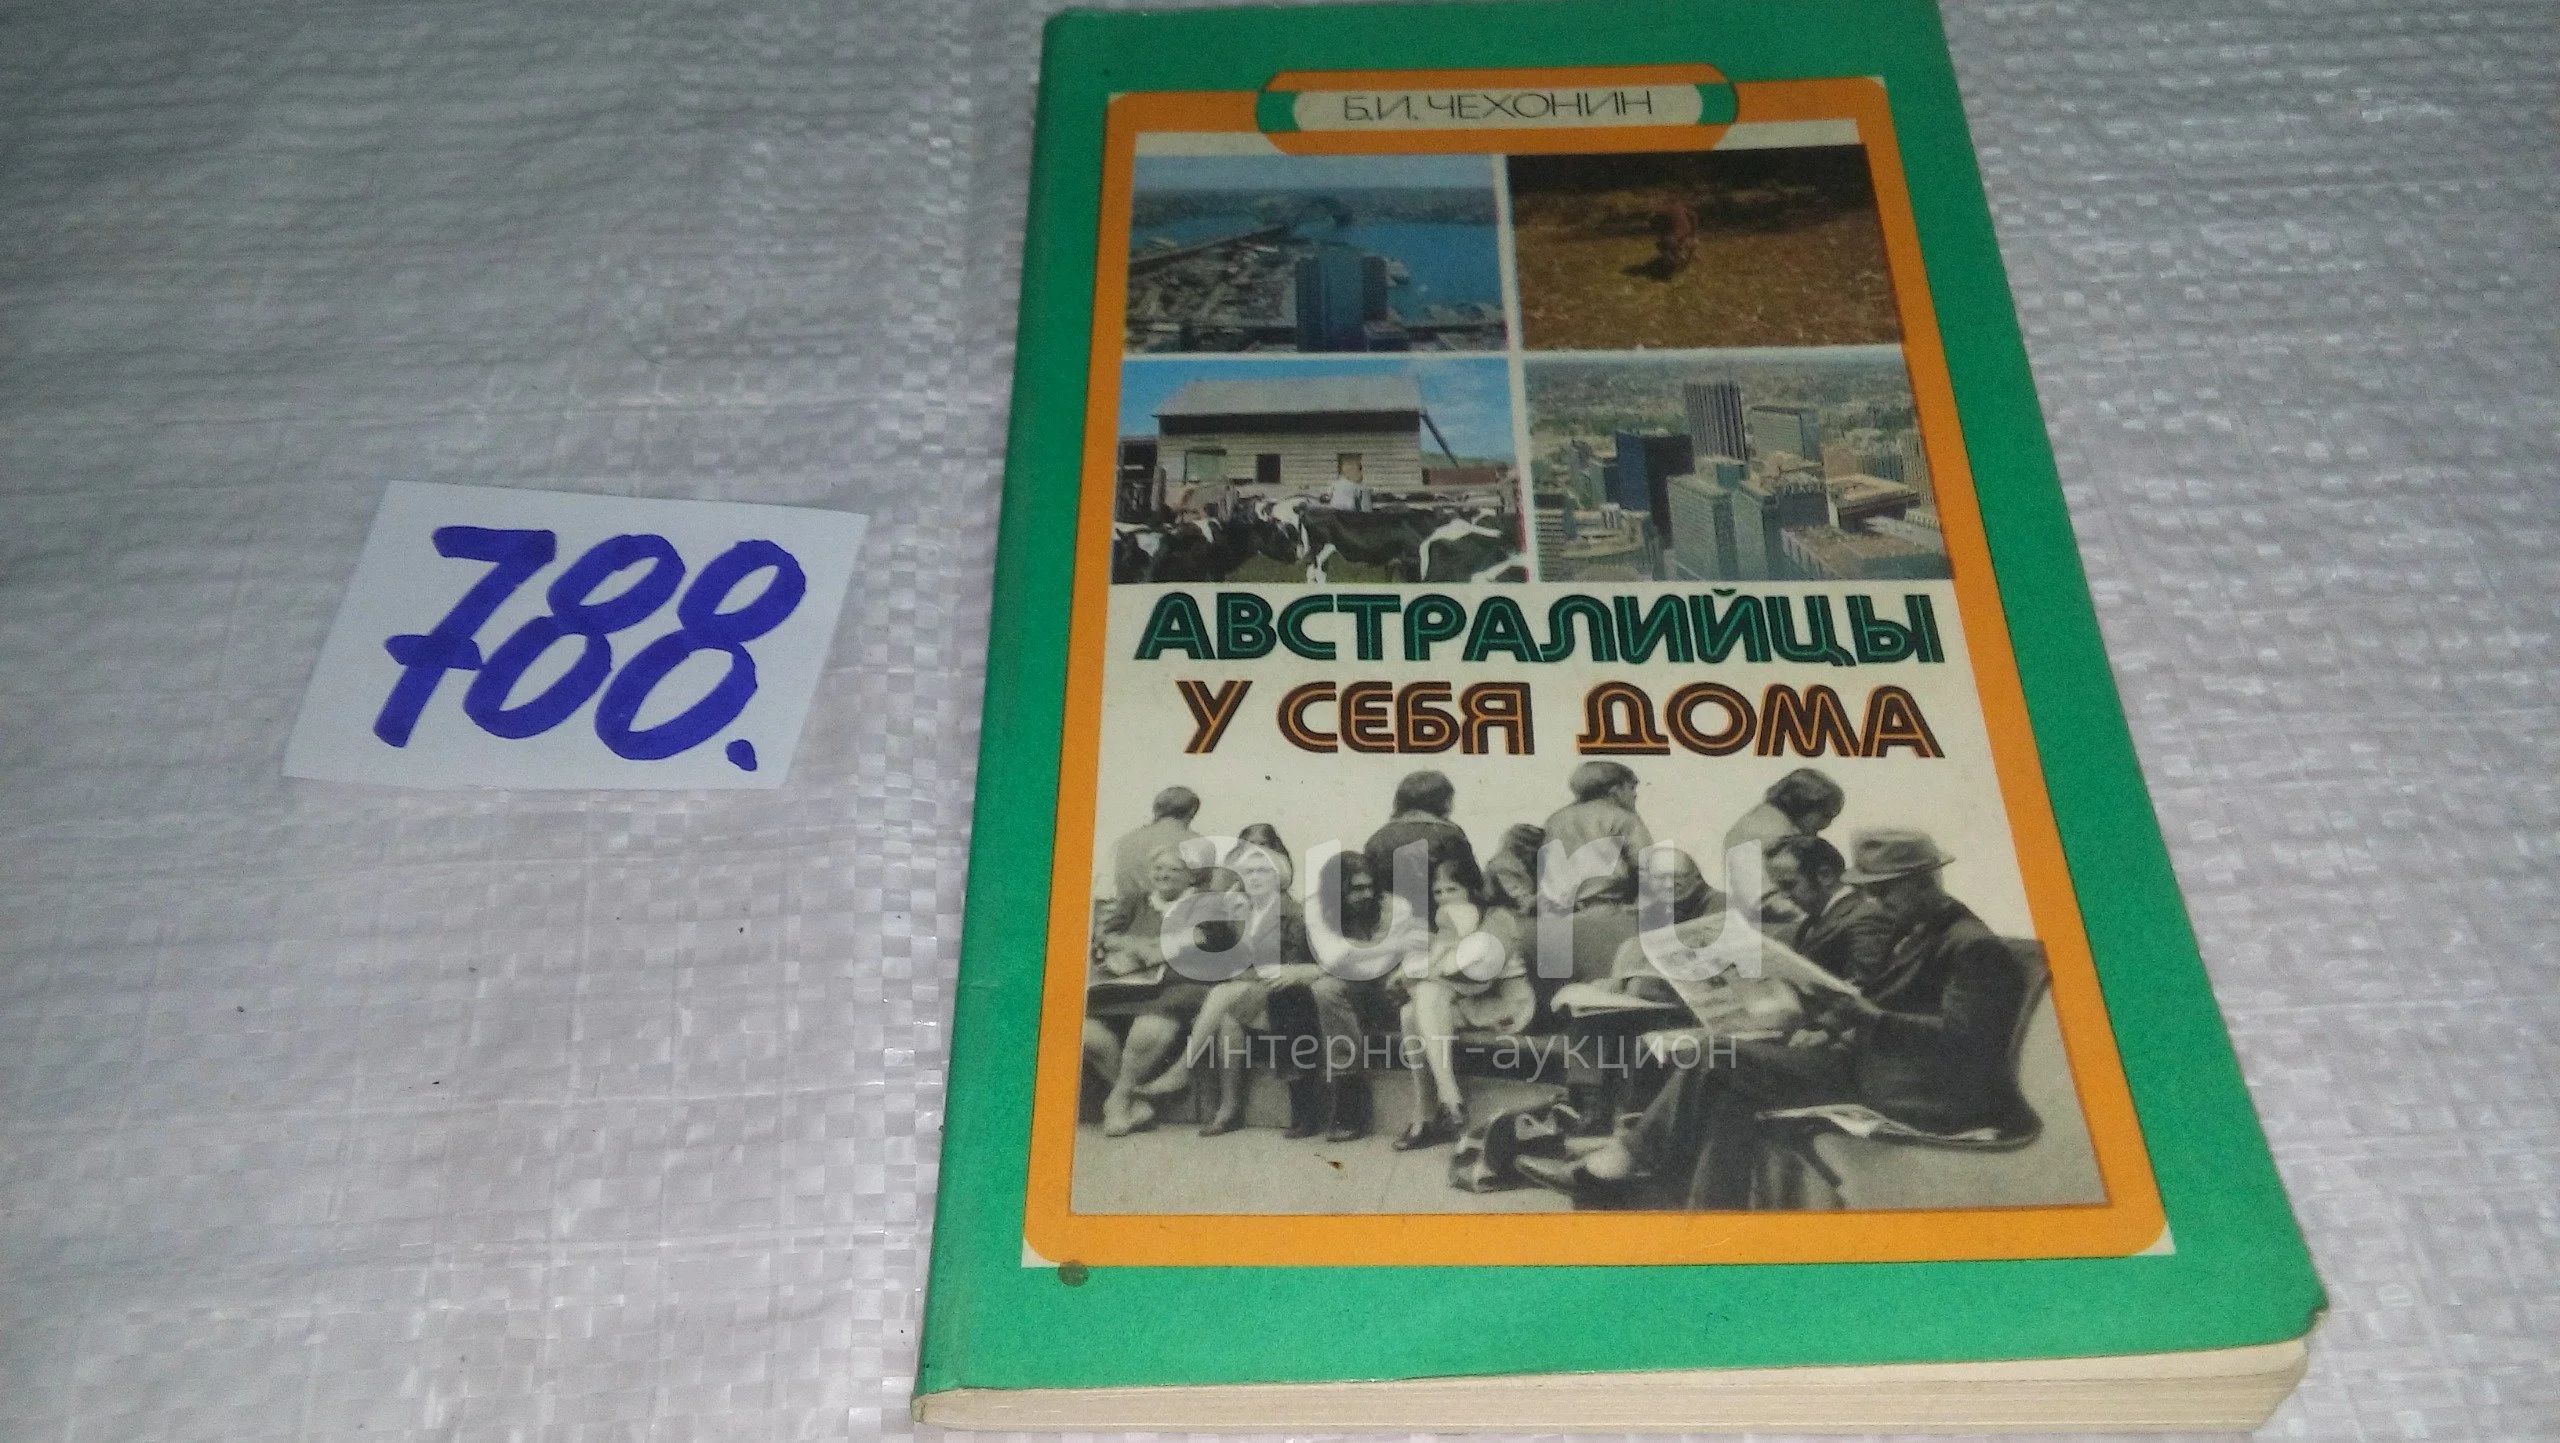 788.
Б.И. ЧЕХОНИН
АВСТРАЛИЙЦЫ
У СЕБЯ ДОМА
au.ru
интернет-аукцион